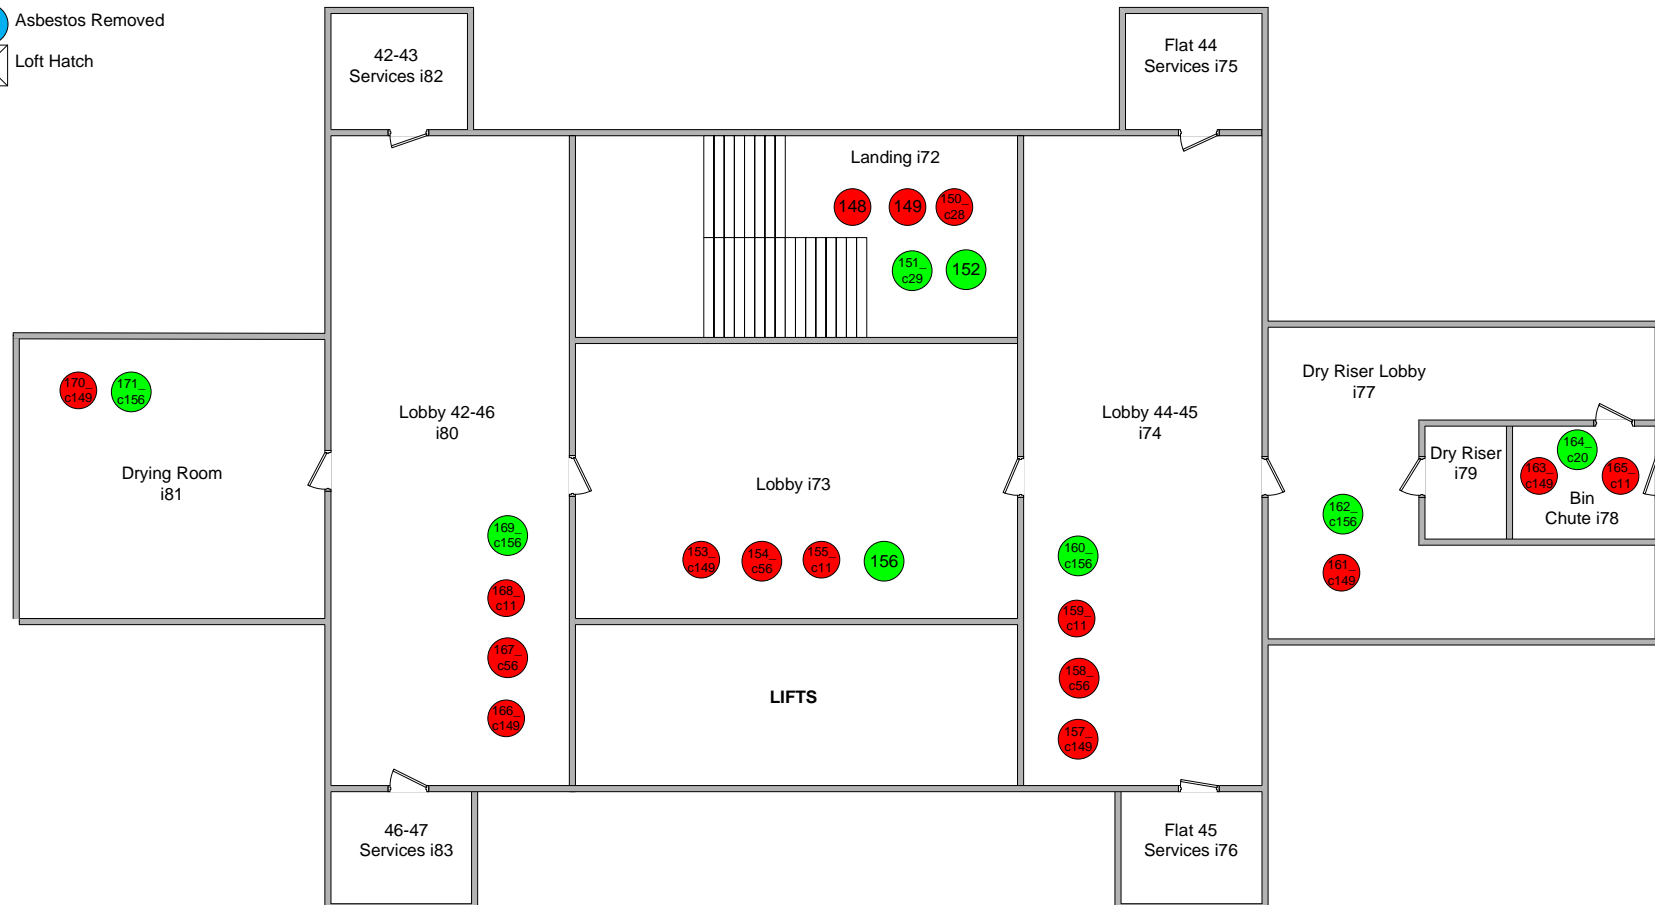 Asbestos Removed
Loft Hatch
42-43
Services i82
Flat 44
Services i75
Landing i72
148
149
150_
c28
151_
c29
152
170_
c149
171_
c156
Drying Room
i81
Lobby 42-46
i80
Lobby i73
Lobby 44-45
i74
Dry Riser Lobby
i77
Dry Riser
i79
164_
c20
163_
c149
165_
c11
Bin
Chute i78
162_
c156
161_
c149
169_
c156
168_
c11
167_
c56
166_
c149
153_
c149
154_
c56
155_
c11
156
160_
c156
159_
c11
158_
c56
157_
c149
LIFTS
46-47
Services i83
Flat 45
Services i76